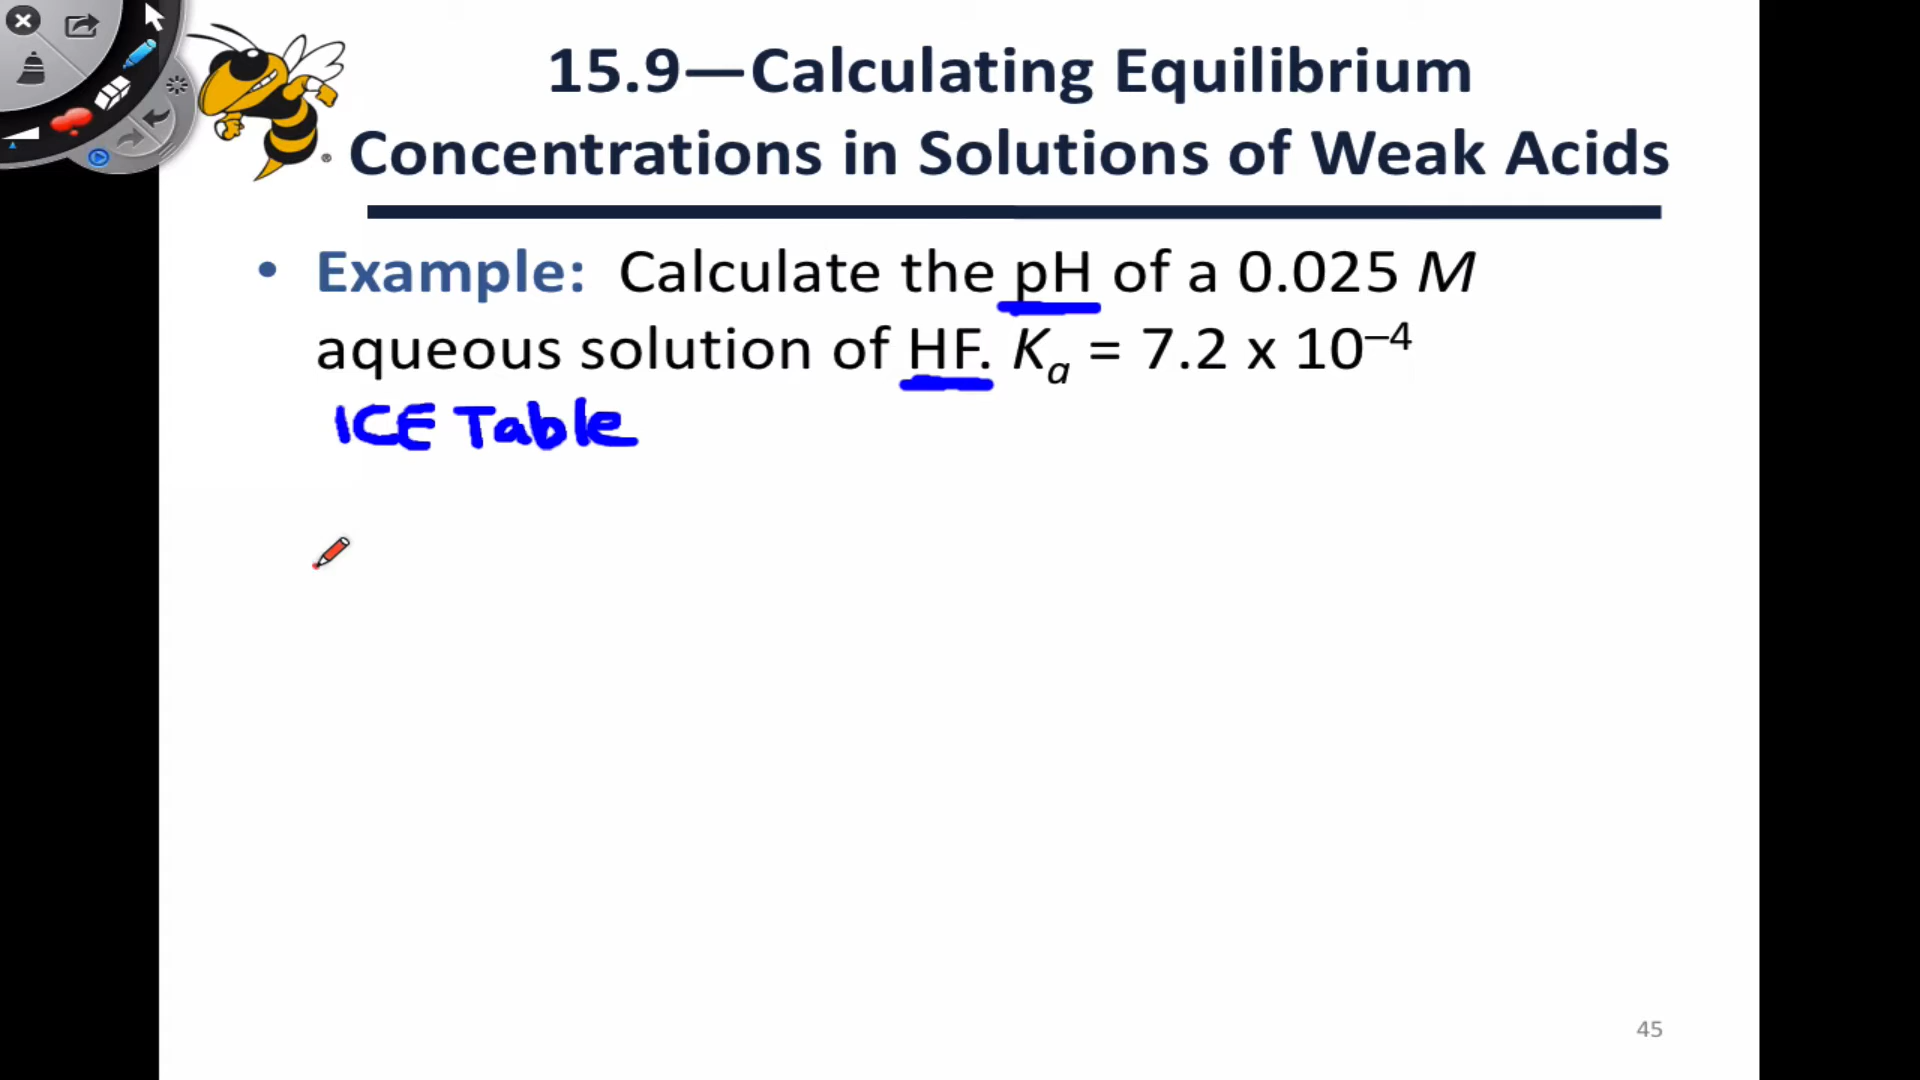 15.9—Calculating Equilibrium
Concentrations in Solutions of Weak Acids
• Example: Calculate the pH of a 0.025 M
aqueous solution of HF. Kₐ = 7.2 x 10⁻⁴
ICE Table
45